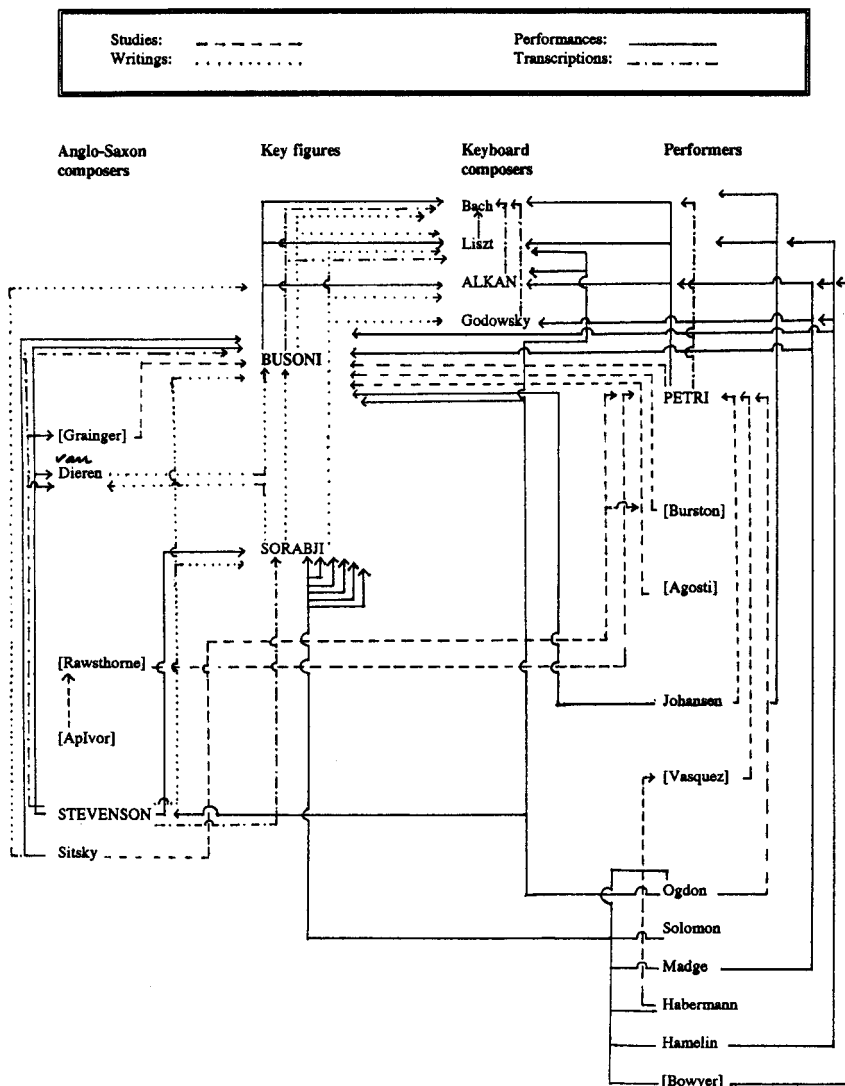 Studies:
Performances:
Writings:
Transcriptions:
Anglo-Saxon composers
Key figures
Keyboard composers
Performers
Bach
Liszt
ALKAN
Godowsky
BUSONI
PETRI
[Grainger]
van
Dieren
[Burston]
SORABJI
[Agosti]
[Rawsthorne]
Johansen
[ApIvor]
[Vasquez]
STEVENSON
Sitsky
Ogdon
Solomon
Madge
Habermann
Hamelin
[Bowyer]